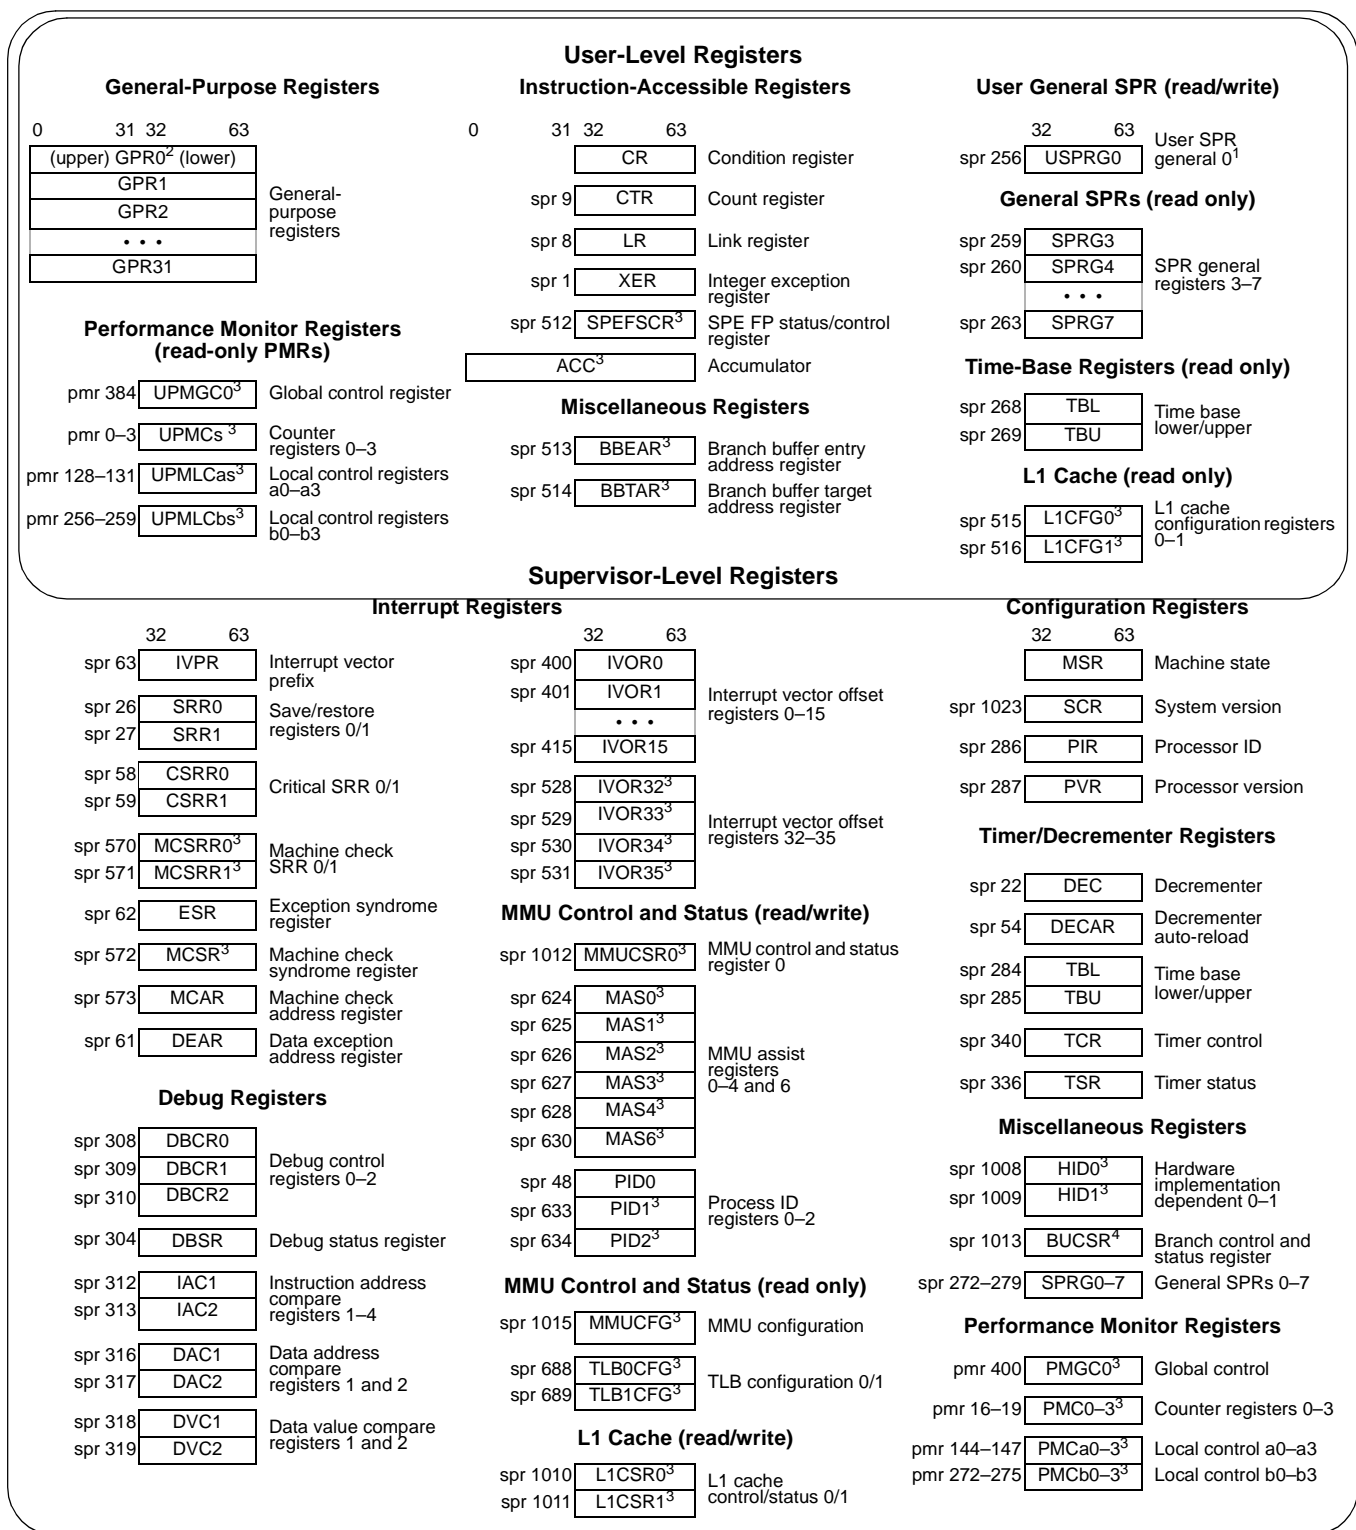 User-Level Registers
General-Purpose Registers
0 31 32 63
(upper) GPR0² (lower)
GPR1
GPR2
• • •
GPR31
General-
purpose
registers
Performance Monitor Registers
(read-only PMRs)
pmr 384 UPMGC0³ Global control register
pmr 0–3 UPMCs ³ Counter
registers 0–3
pmr 128–131 UPMLCas³ Local control registers
a0–a3
pmr 256–259 UPMLCbs³ Local control registers
b0–b3
Instruction-Accessible Registers
0 31 32 63
CR Condition register
spr 9 CTR Count register
spr 8 LR Link register
spr 1 XER Integer exception
register
spr 512 SPEFSCR³ SPE FP status/control
register
ACC³ Accumulator
Miscellaneous Registers
spr 513 BBEAR³ Branch buffer entry
address register
spr 514 BBTAR³ Branch buffer target
address register
User General SPR (read/write)
32 63
spr 256 USPRG0 User SPR
general 0¹
General SPRs (read only)
spr 259 SPRG3
spr 260 SPRG4
• • •
spr 263 SPRG7
SPR general
registers 3–7
Time-Base Registers (read only)
spr 268 TBL
spr 269 TBU
Time base
lower/upper
L1 Cache (read only)
spr 515 L1CFG0³
spr 516 L1CFG1³
L1 cache
configuration registers
0–1
Supervisor-Level Registers
Interrupt Registers
32 63
spr 63 IVPR Interrupt vector
prefix
spr 26 SRR0
spr 27 SRR1
Save/restore
registers 0/1
spr 58 CSRR0
spr 59 CSRR1
Critical SRR 0/1
spr 570 MCSRR0³
spr 571 MCSRR1³
Machine check
SRR 0/1
spr 62 ESR Exception syndrome
register
spr 572 MCSR³ Machine check
syndrome register
spr 573 MCAR Machine check
address register
spr 61 DEAR Data exception
address register
Debug Registers
spr 308 DBCR0
spr 309 DBCR1
spr 310 DBCR2
Debug control
registers 0–2
spr 304 DBSR Debug status register
spr 312 IAC1
spr 313 IAC2
Instruction address
compare
registers 1–4
spr 316 DAC1
spr 317 DAC2
Data address
compare
registers 1 and 2
spr 318 DVC1
spr 319 DVC2
Data value compare
registers 1 and 2
32 63
spr 400 IVOR0
spr 401 IVOR1
• • •
spr 415 IVOR15
Interrupt vector offset
registers 0–15
spr 528 IVOR32³
spr 529 IVOR33³
spr 530 IVOR34³
spr 531 IVOR35³
Interrupt vector offset
registers 32–35
MMU Control and Status (read/write)
spr 1012 MMUCSR0³ MMU control and status
register 0
spr 624 MAS0³
spr 625 MAS1³
spr 626 MAS2³
spr 627 MAS3³
spr 628 MAS4³
spr 630 MAS6³
MMU assist
registers
0–4 and 6
spr 48 PID0
spr 633 PID1³
spr 634 PID2³
Process ID
registers 0–2
MMU Control and Status (read only)
spr 1015 MMUCFG³ MMU configuration
spr 688 TLB0CFG³
spr 689 TLB1CFG³
TLB configuration 0/1
L1 Cache (read/write)
spr 1010 L1CSR0³
spr 1011 L1CSR1³
L1 cache
control/status 0/1
Configuration Registers
32 63
MSR Machine state
spr 1023 SCR System version
spr 286 PIR Processor ID
spr 287 PVR Processor version
Timer/Decrementer Registers
spr 22 DEC Decrementer
spr 54 DECAR Decrementer
auto-reload
spr 284 TBL
spr 285 TBU
Time base
lower/upper
spr 340 TCR Timer control
spr 336 TSR Timer status
Miscellaneous Registers
spr 1008 HID0³
spr 1009 HID1³
Hardware
implementation
dependent 0–1
spr 1013 BUCSR⁴ Branch control and
status register
spr 272–279 SPRG0–7 General SPRs 0–7
Performance Monitor Registers
pmr 400 PMGC0³ Global control
pmr 16–19 PMC0–3³ Counter registers 0–3
pmr 144–147 PMCa0–3³ Local control a0–a3
pmr 272–275 PMCb0–3³ Local control b0–b3